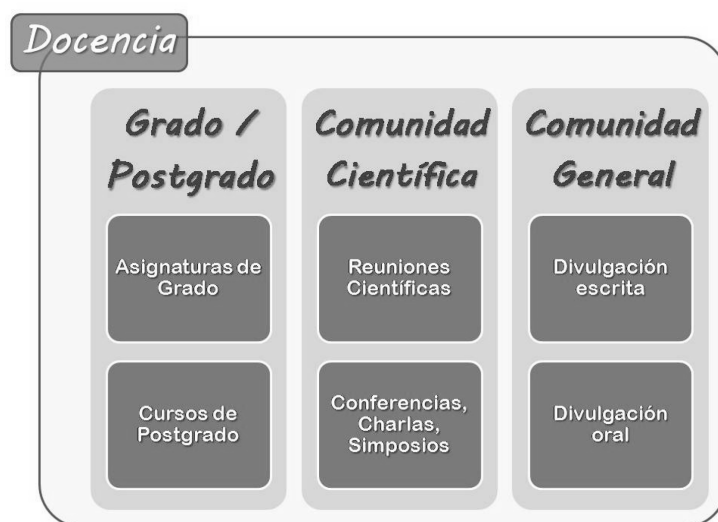 Docencia
Grado /
Postgrado
Asignaturas de
Grado
Cursos de
Postgrado
Comunidad
Científica
Reuniones
Científicas
Conferencias,
Charlas,
Simposios
Comunidad
General
Divulgación
escrita
Divulgación
oral